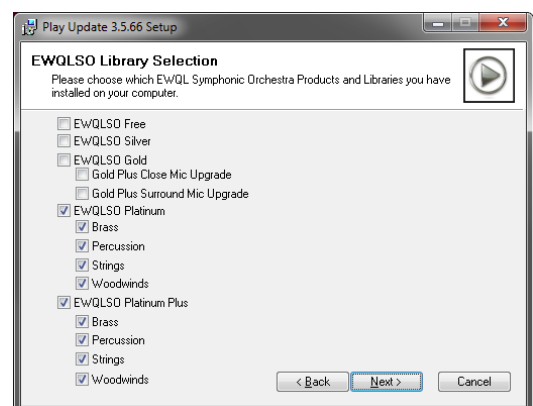 Play Update 3.5.66 Setup
EWQLSO Library Selection
Please choose which EWQL Symphonic Orchestra Products and Libraries you have
installed on your computer.
EWQLSO Free
EWQLSO Silver
EWQLSO Gold
Gold Plus Close Mic Upgrade
Gold Plus Surround Mic Upgrade
EWQLSO Platinum
Brass
Percussion
Strings
Woodwinds
EWQLSO Platinum Plus
Brass
Percussion
Strings
Woodwinds
< Back Next > Cancel